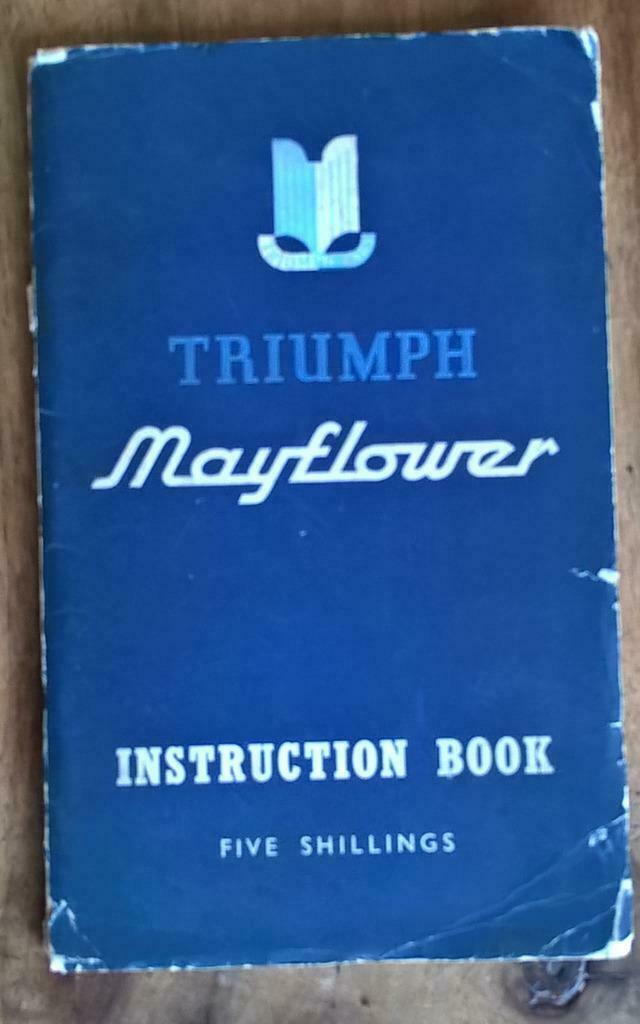 TRIUMPH
Mayflower
INSTRUCTION BOOK
FIVE SHILLINGS